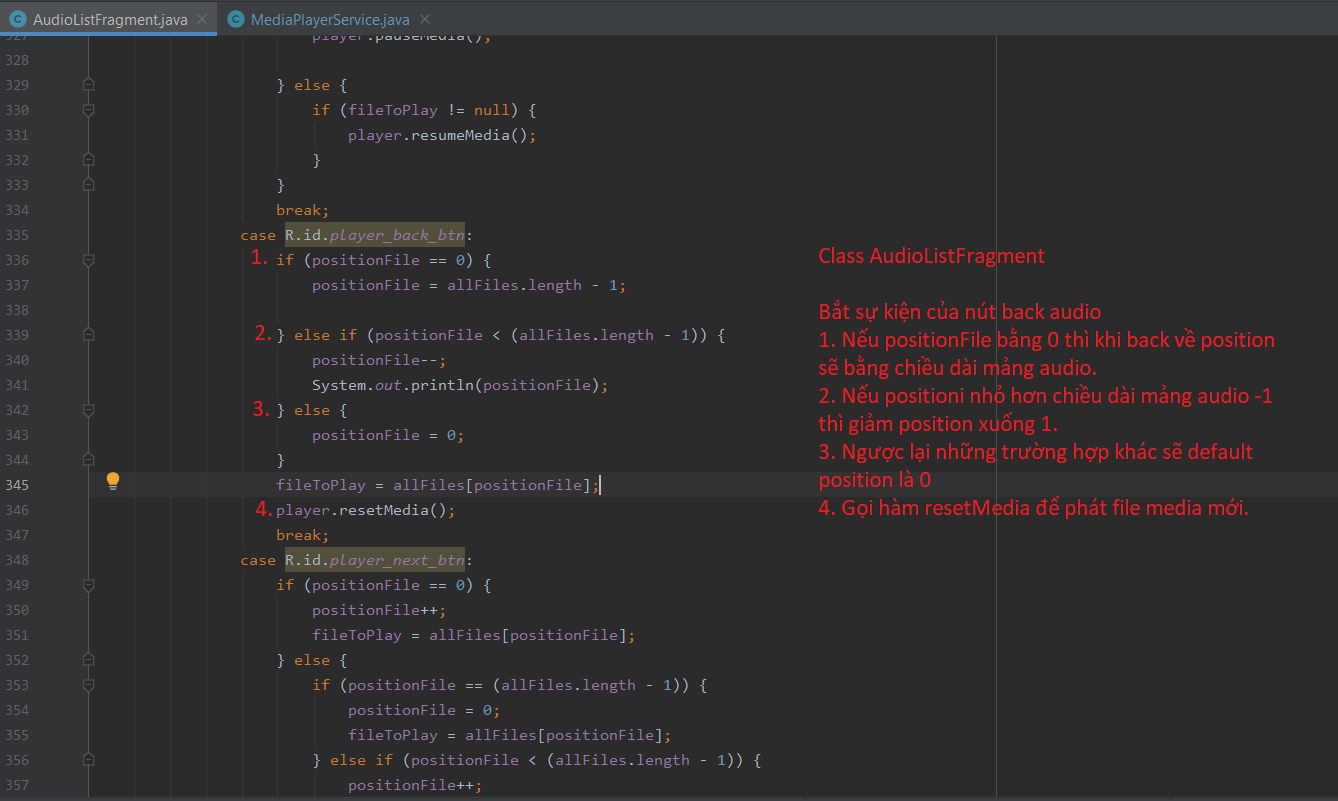 AudioListFragment.java
MediaPlayerService.java
327 player.pauseMedia();
328
329 } else {
330 if (fileToPlay != null) {
331 player.resumeMedia();
332 }
333 }
334 break;
335 case R.id.player_back_btn:
336 1. if (positionFile == 0) {
Class AudioListFragment
337 positionFile = allFiles.length - 1;
338
Bắt sự kiện của nút back audio
339 2. } else if (positionFile < (allFiles.length - 1)) {
1. Nếu positionFile bằng 0 thì khi back về position
340 positionFile--;
sẽ bằng chiều dài mảng audio.
341 System.out.println(positionFile);
2. Nếu positioni nhỏ hơn chiều dài mảng audio -1
342 3. } else {
thì giảm position xuống 1.
343 positionFile = 0;
3. Ngược lại những trường hợp khác sẽ default
344 }
position là 0
345 fileToPlay = allFiles[positionFile];
346 4. player.resetMedia();
4. Gọi hàm resetMedia để phát file media mới.
347 break;
348 case R.id.player_next_btn:
349 if (positionFile == 0) {
350 positionFile++;
351 fileToPlay = allFiles[positionFile];
352 } else {
353 if (positionFile == (allFiles.length - 1)) {
354 positionFile = 0;
355 fileToPlay = allFiles[positionFile];
356 } else if (positionFile < (allFiles.length - 1)) {
357 positionFile++;